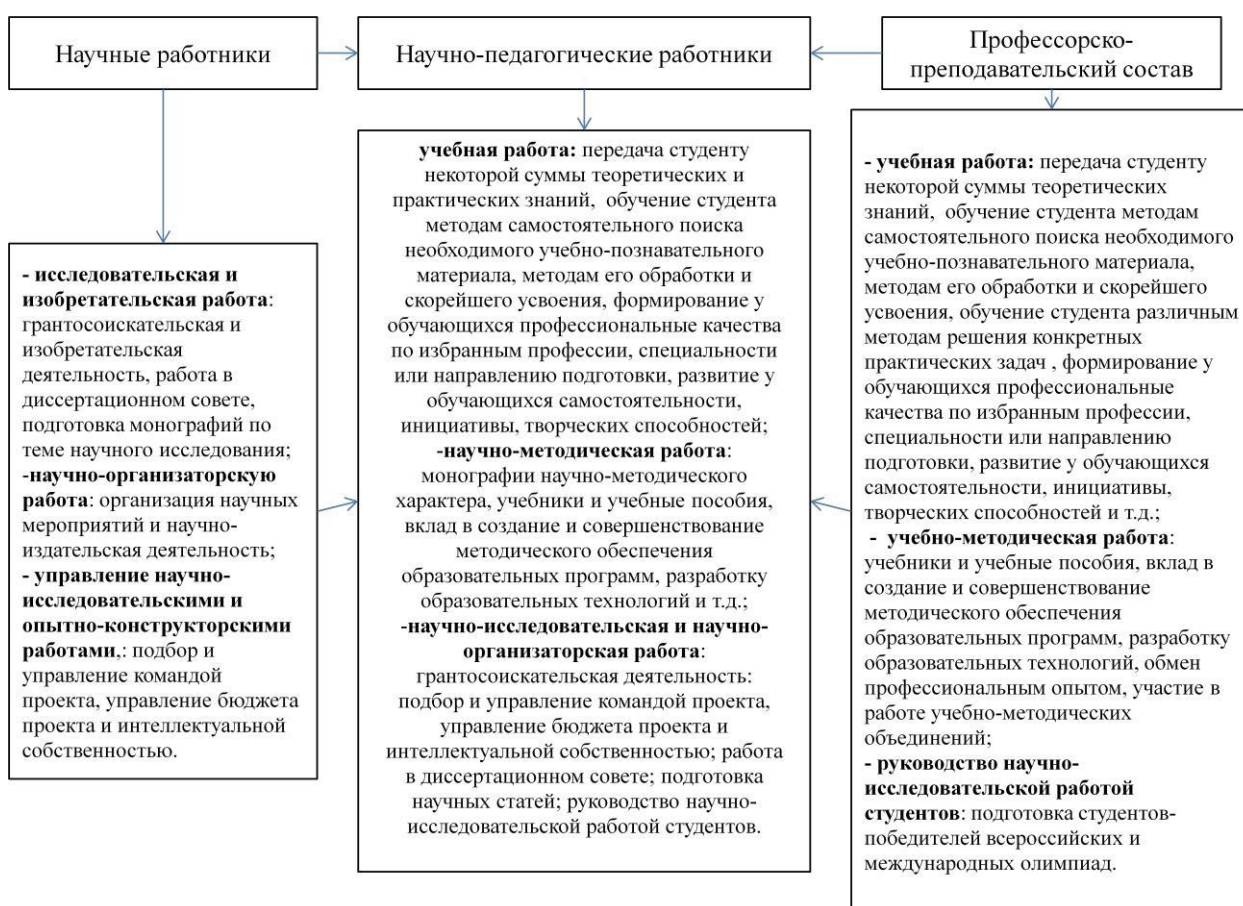 Научные работники
Научно-педагогические работники
Профессорско-
преподавательский состав
- исследовательская и
изобретательская работа:
грантосоискательская и
изобретательская
деятельность, работа в
диссертационном совете,
подготовка монографий по
теме научного исследования;
-научно-организаторскую
работа: организация научных
мероприятий и научно-
издательская деятельность;
- управление научно-
исследовательскими и
опытно-конструкторскими
работами,: подбор и
управление командой
проекта, управление бюджета
проекта и интеллектуальной
собственностью.
учебная работа: передача студенту
некоторой суммы теоретических и
практических знаний, обучение студента
методам самостоятельного поиска
необходимого учебно-познавательного
материала, методам его обработки и
скорейшего усвоения, формирование у
обучающихся профессиональные качества
по избранным профессии, специальности
или направлению подготовки, развитие у
обучающихся самостоятельности,
инициативы, творческих способностей;
-научно-методическая работа:
монографии научно-методического
характера, учебники и учебные пособия,
вклад в создание и совершенствование
методического обеспечения
образовательных программ, разработку
образовательных технологий и т.д.;
-научно-исследовательская и научно-
организаторская работа:
грантосоискательская деятельность:
подбор и управление командой проекта,
управление бюджета проекта и
интеллектуальной собственностью; работа
в диссертационном совете; подготовка
научных статей; руководство научно-
исследовательской работой студентов.
- учебная работа: передача студенту
некоторой суммы теоретических
знаний, обучение студента методам
самостоятельного поиска необходимого
учебно-познавательного материала,
методам его обработки и скорейшего
усвоения, обучение студента различным
методам решения конкретных
практических задач , формирование у
обучающихся профессиональные
качества по избранным профессии,
специальности или направлению
подготовки, развитие у обучающихся
самостоятельности, инициативы,
творческих способностей и т.д.;
- учебно-методическая работа:
учебники и учебные пособия, вклад в
создание и совершенствование
методического обеспечения
образовательных программ, разработку
образовательных технологий, обмен
профессиональным опытом, участие в
работе учебно-методических
объединений;
- руководство научно-
исследовательской работой
студентов: подготовка студентов-
победителей всероссийских и
международных олимпиад.